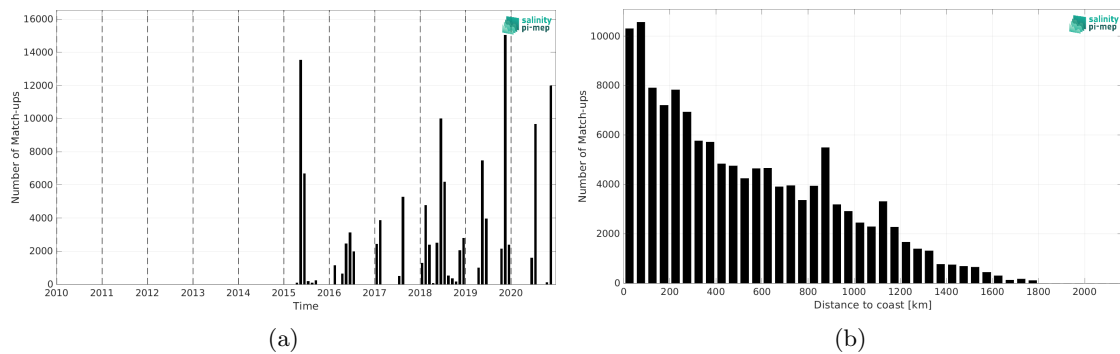 Number of Match-ups
16000
14000
12000
10000
8000
6000
4000
2000
0
2010 2011 2012 2013 2014 2015 2016 2017 2018 2019 2020
Time
salinity
pi-mep
(a)
Number of Match-ups
10000
8000
6000
4000
2000
0
0 200 400 600 800 1000 1200 1400 1600 1800 2000
Distance to coast [km]
salinity
pi-mep
(b)